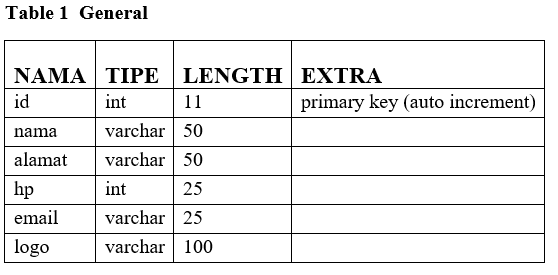 Table 1 General
NAMA TIPE LENGTH EXTRA
id int 11 primary key (auto increment)
nama varchar 50
alamat varchar 50
hp int 25
email varchar 25
logo varchar 100